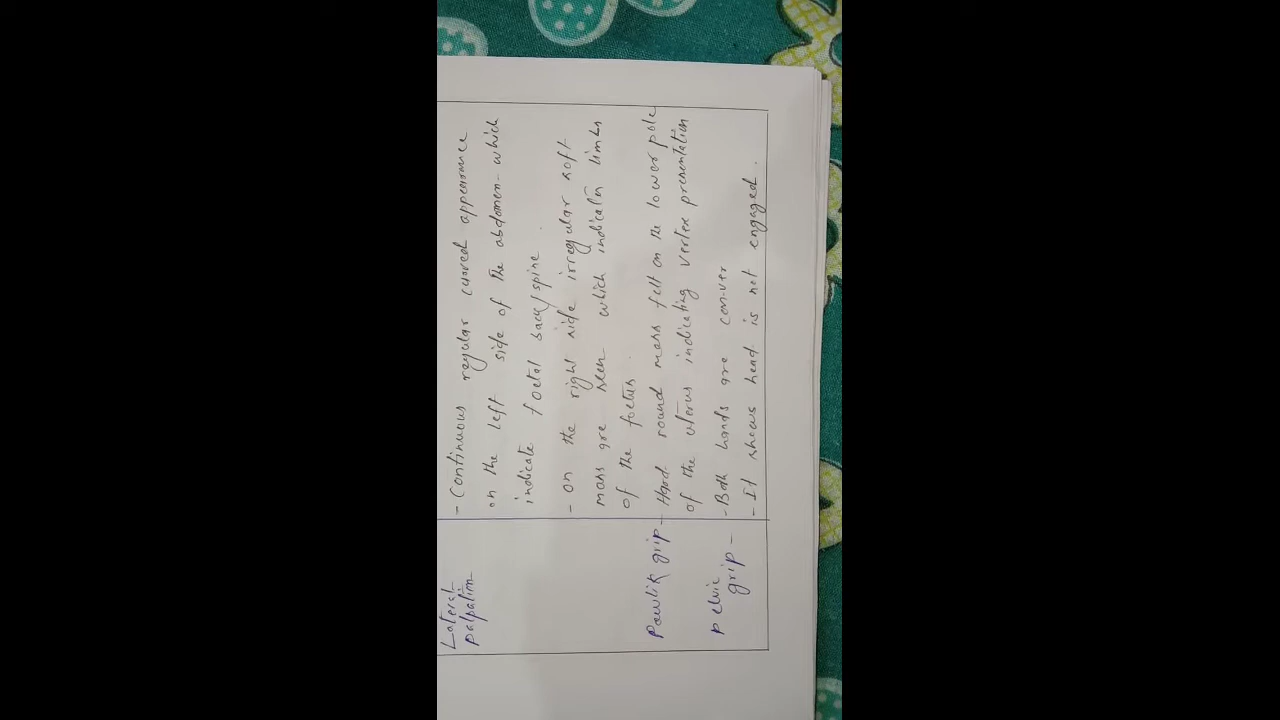 Lateral palpation
- Continuous regular curved appearance
on the left side of the abdomen - which
indicate foetal back/spine.
- on the right side irregular soft
mass are seen which indicates limbs
of the foetus.
Pawlik grip - Hard round mass felt on the lower pole
of the uterus indicating vertex presentation
Pelvic grip -
- Both hands are conver
- It shows head is not engaged.